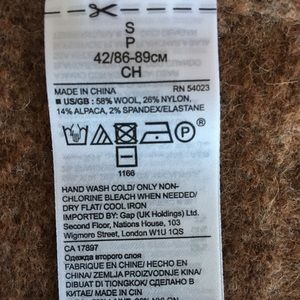 S
P
42/86-89CM
CH
MADE IN CHINA RN 54023
■ US/GB : 58% WOOL, 26% NYLON,
14% ALPACA, 2% SPANDEX/ELASTANE
P
1166
HAND WASH COLD/ ONLY NON-
CHLORINE BLEACH WHEN NEEDED/
DRY FLAT/ COOL IRON
IMPORTED BY: Gap (UK Holdings) Ltd.
Second Floor, Nations House, 103
Wigmore Street, London W1U 1QS
CA 17897
Одежда второго слоя
FABRIQUE EN CHINE/ HECHO EN
CHINA/ ZEMLJA PROIZVODNJE KINA/
DIBUAT DI TIONGKOK/ СДЕЛАНО В
КИТАЕ/ MADE IN CIN